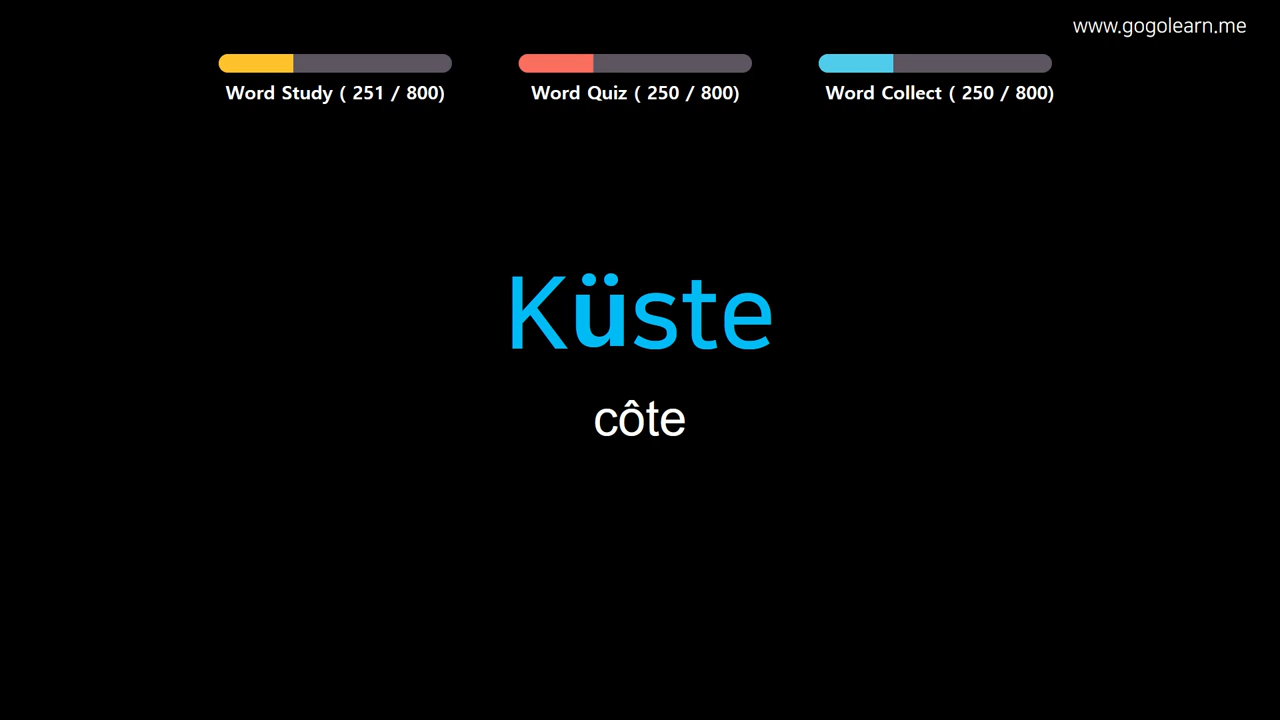 www.gogolearn.me
Word Study ( 251 / 800)
Word Quiz ( 250 / 800)
Word Collect ( 250 / 800)
Küste
côte